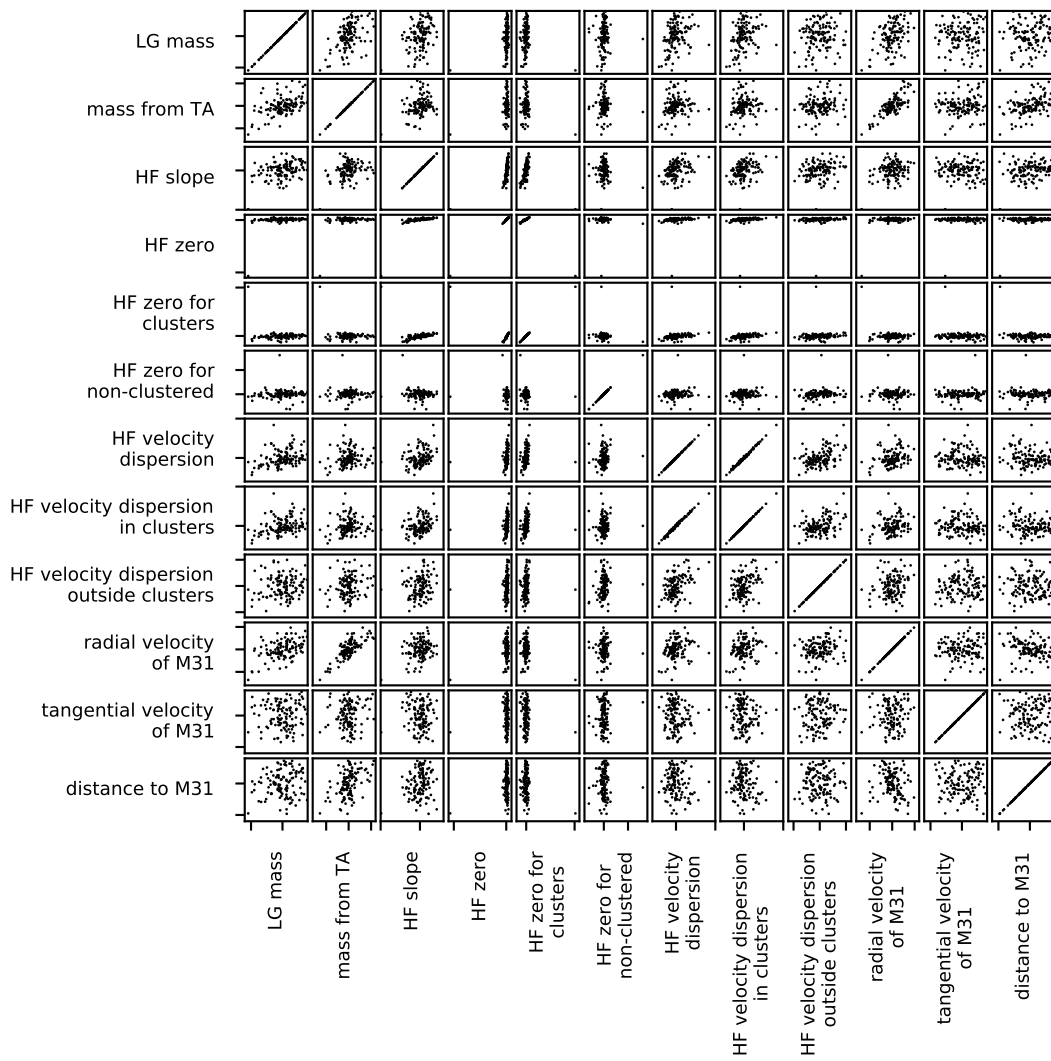 LG mass
mass from TA
HF slope
HF zero
HF zero for
clusters
HF zero for
non-clustered
HF velocity
dispersion
HF velocity dispersion
in clusters
HF velocity dispersion
outside clusters
radial velocity
of M31
tangential velocity
of M31
distance to M31
LG mass
mass from TA
HF slope
HF zero
HF zero for
clusters
HF zero for
non-clustered
HF velocity
dispersion
HF velocity dispersion
in clusters
HF velocity dispersion
outside clusters
radial velocity
of M31
tangential velocity
of M31
distance to M31